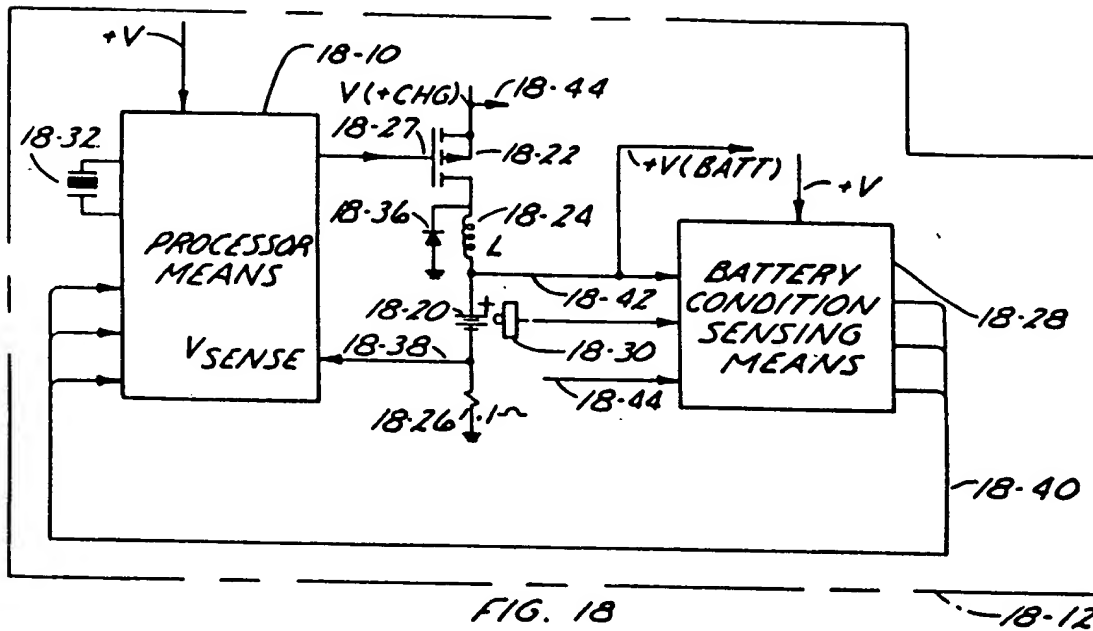 +V
18-10
V(+CHG)
18-44
18-27
18-22
18-32
+V(BATT)
+V
18-36
18-24
L
PROCESSOR
MEANS
BATTERY
CONDITION
SENSING
MEANS
18-42
18-20
+
18-28
18-30
VSENSE
18-38
18-44
18-26
.1~
18-40
FIG. 18
18-12